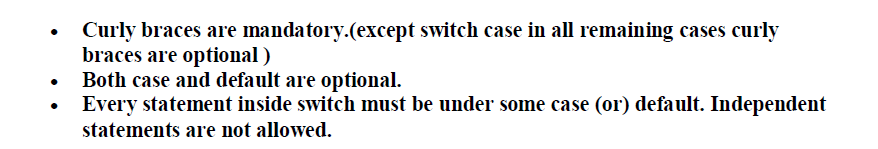 • Curly braces are mandatory.(except switch case in all remaining cases curly
braces are optional )
• Both case and default are optional.
• Every statement inside switch must be under some case (or) default. Independent
statements are not allowed.